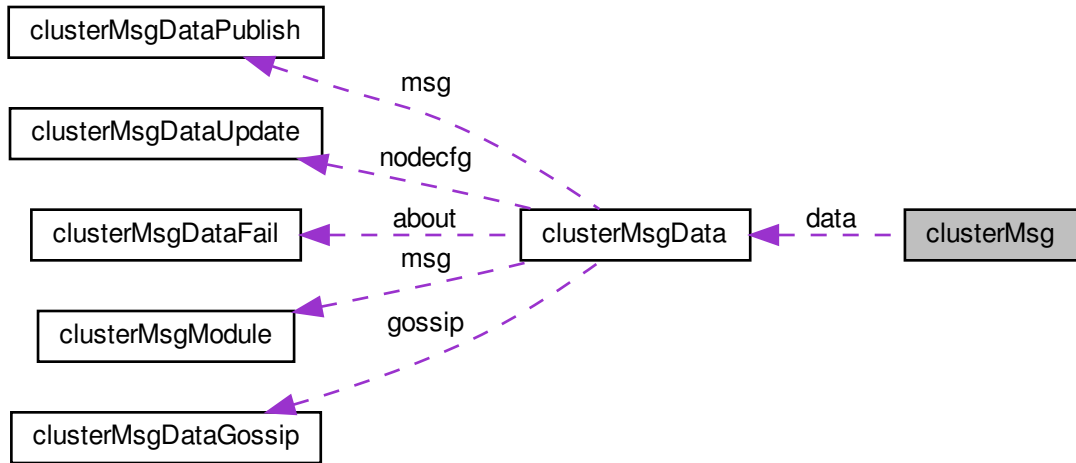 clusterMsgDataPublish
msg
clusterMsgDataUpdate
nodecfg
clusterMsgDataFail
about
clusterMsgData
data
clusterMsg
msg
clusterMsgModule
gossip
clusterMsgDataGossip